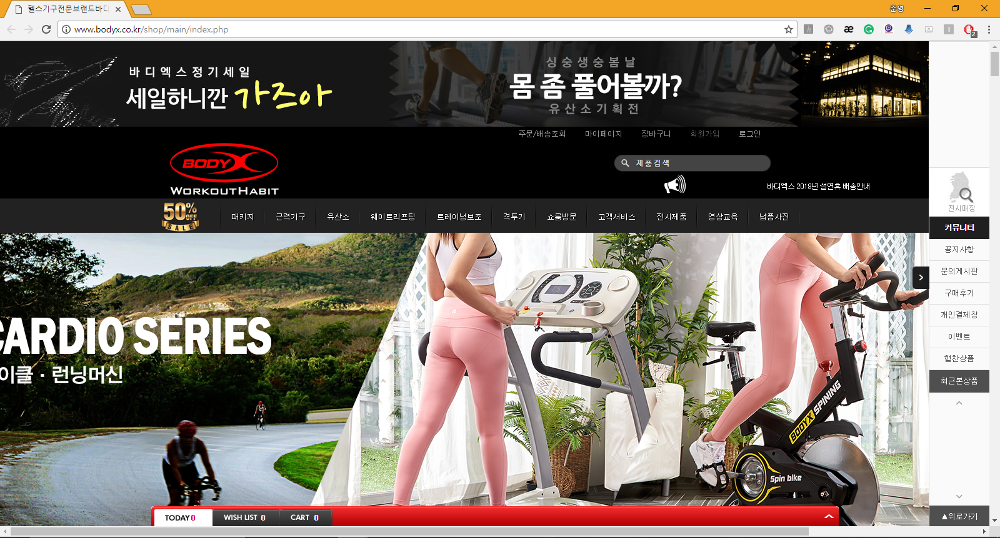 헬스기구전문브랜드바디
준영
www.bodyx.co.kr/shop/main/index.php
2
바디엑스정기세일
세일하니깐 가즈아
싱숭생숭봄날
몸 좀 풀어볼까?
유산소기획전
주문/배송조회 마이페이지 장바구니 회원가입 로그인
BODYX
WORKOUTHABIT
제품검색
바디엑스 2018년 설연휴 배송안내
50% OFF SALE
패키지 근력기구 유산소 웨이트리프팅 트레이닝보조 격투기 쇼룸방문 고객서비스 전시제품 영상교육 납품사진
CARDIO SERIES
이클 · 런닝머신
BODYX SPINING
Spin bike
전시매장
커뮤니티
공지사항
문의게시판
구매후기
개인결제창
이벤트
협찬상품
최근본상품
▲위로가기
TODAY 0 WISH LIST 0 CART 0